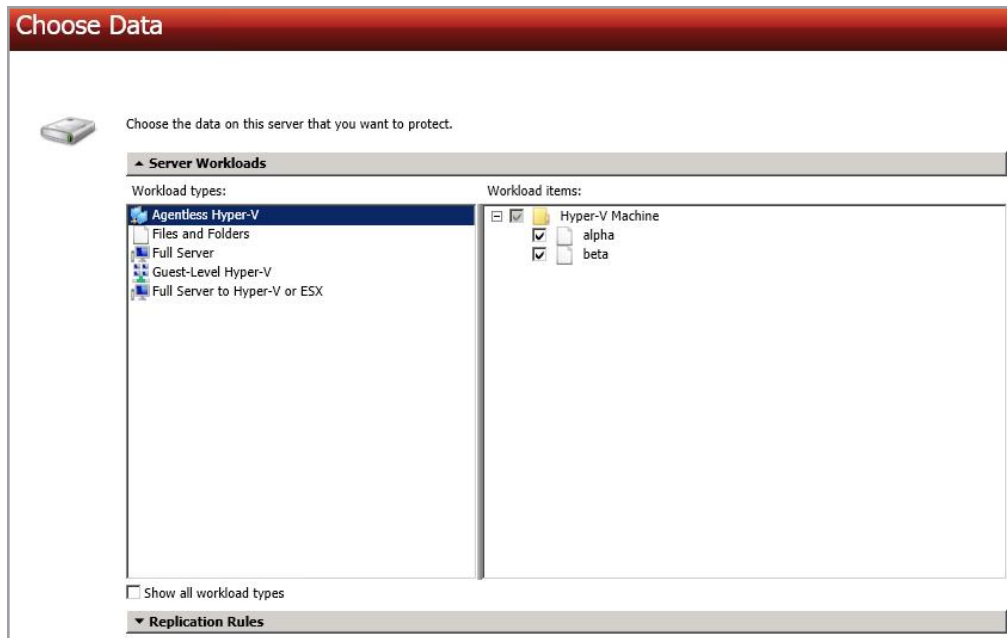 Choose Data
Choose the data on this server that you want to protect.
Server Workloads
Workload types:
Agentless Hyper-V
Files and Folders
Full Server
Guest-Level Hyper-V
Full Server to Hyper-V or ESX
Workload items:
Hyper-V Machine
alpha
beta
Show all workload types
Replication Rules